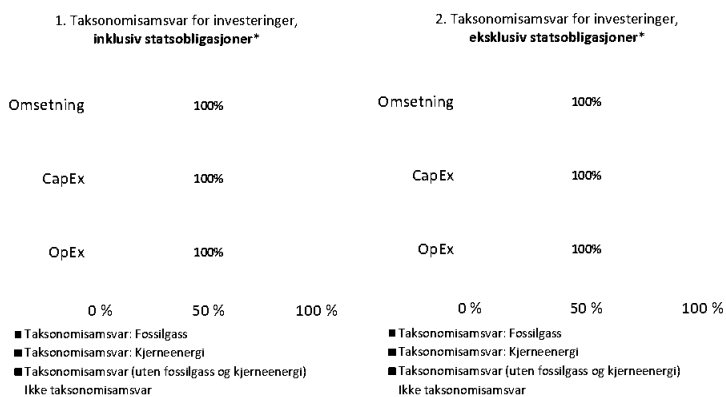 1. Taksonomisamsvar for investeringer,
inklusiv statsobligasjoner*
Omsetning 100%
CapEx 100%
OpEx 100%
0 % 50 % 100 %
Taksonomisamsvar: Fossilgass
Taksonomisamsvar: Kjerneenergi
Taksonomisamsvar (uten fossilgass og kjerneenergi)
Ikke taksonomisamsvar
2. Taksonomisamsvar for investeringer,
eksklusiv statsobligasjoner*
Omsetning 100%
CapEx 100%
OpEx 100%
0 % 50 % 100 %
Taksonomisamsvar: Fossilgass
Taksonomisamsvar: Kjerneenergi
Taksonomisamsvar (uten fossilgass og kjerneenergi)
Ikke taksonomisamsvar